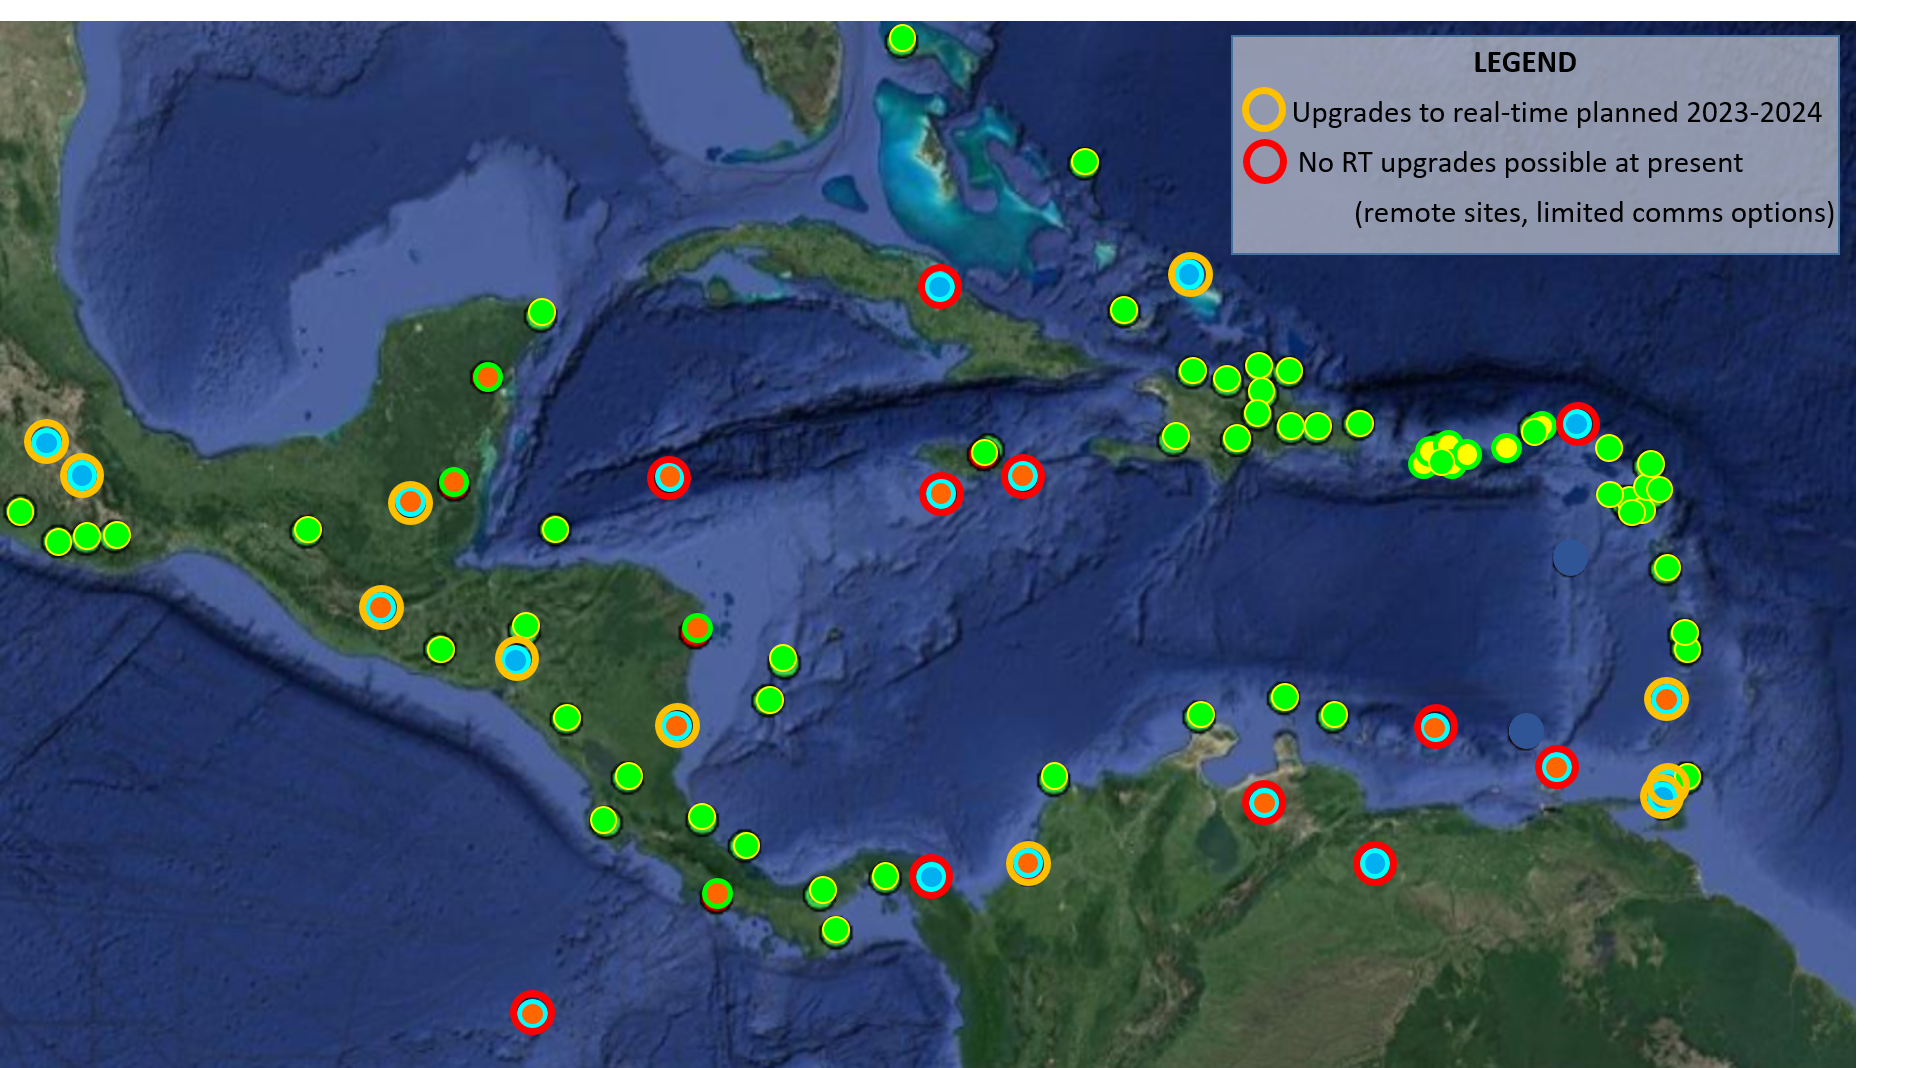 LEGEND
Upgrades to real-time planned 2023-2024
No RT upgrades possible at present
(remote sites, limited comms options)